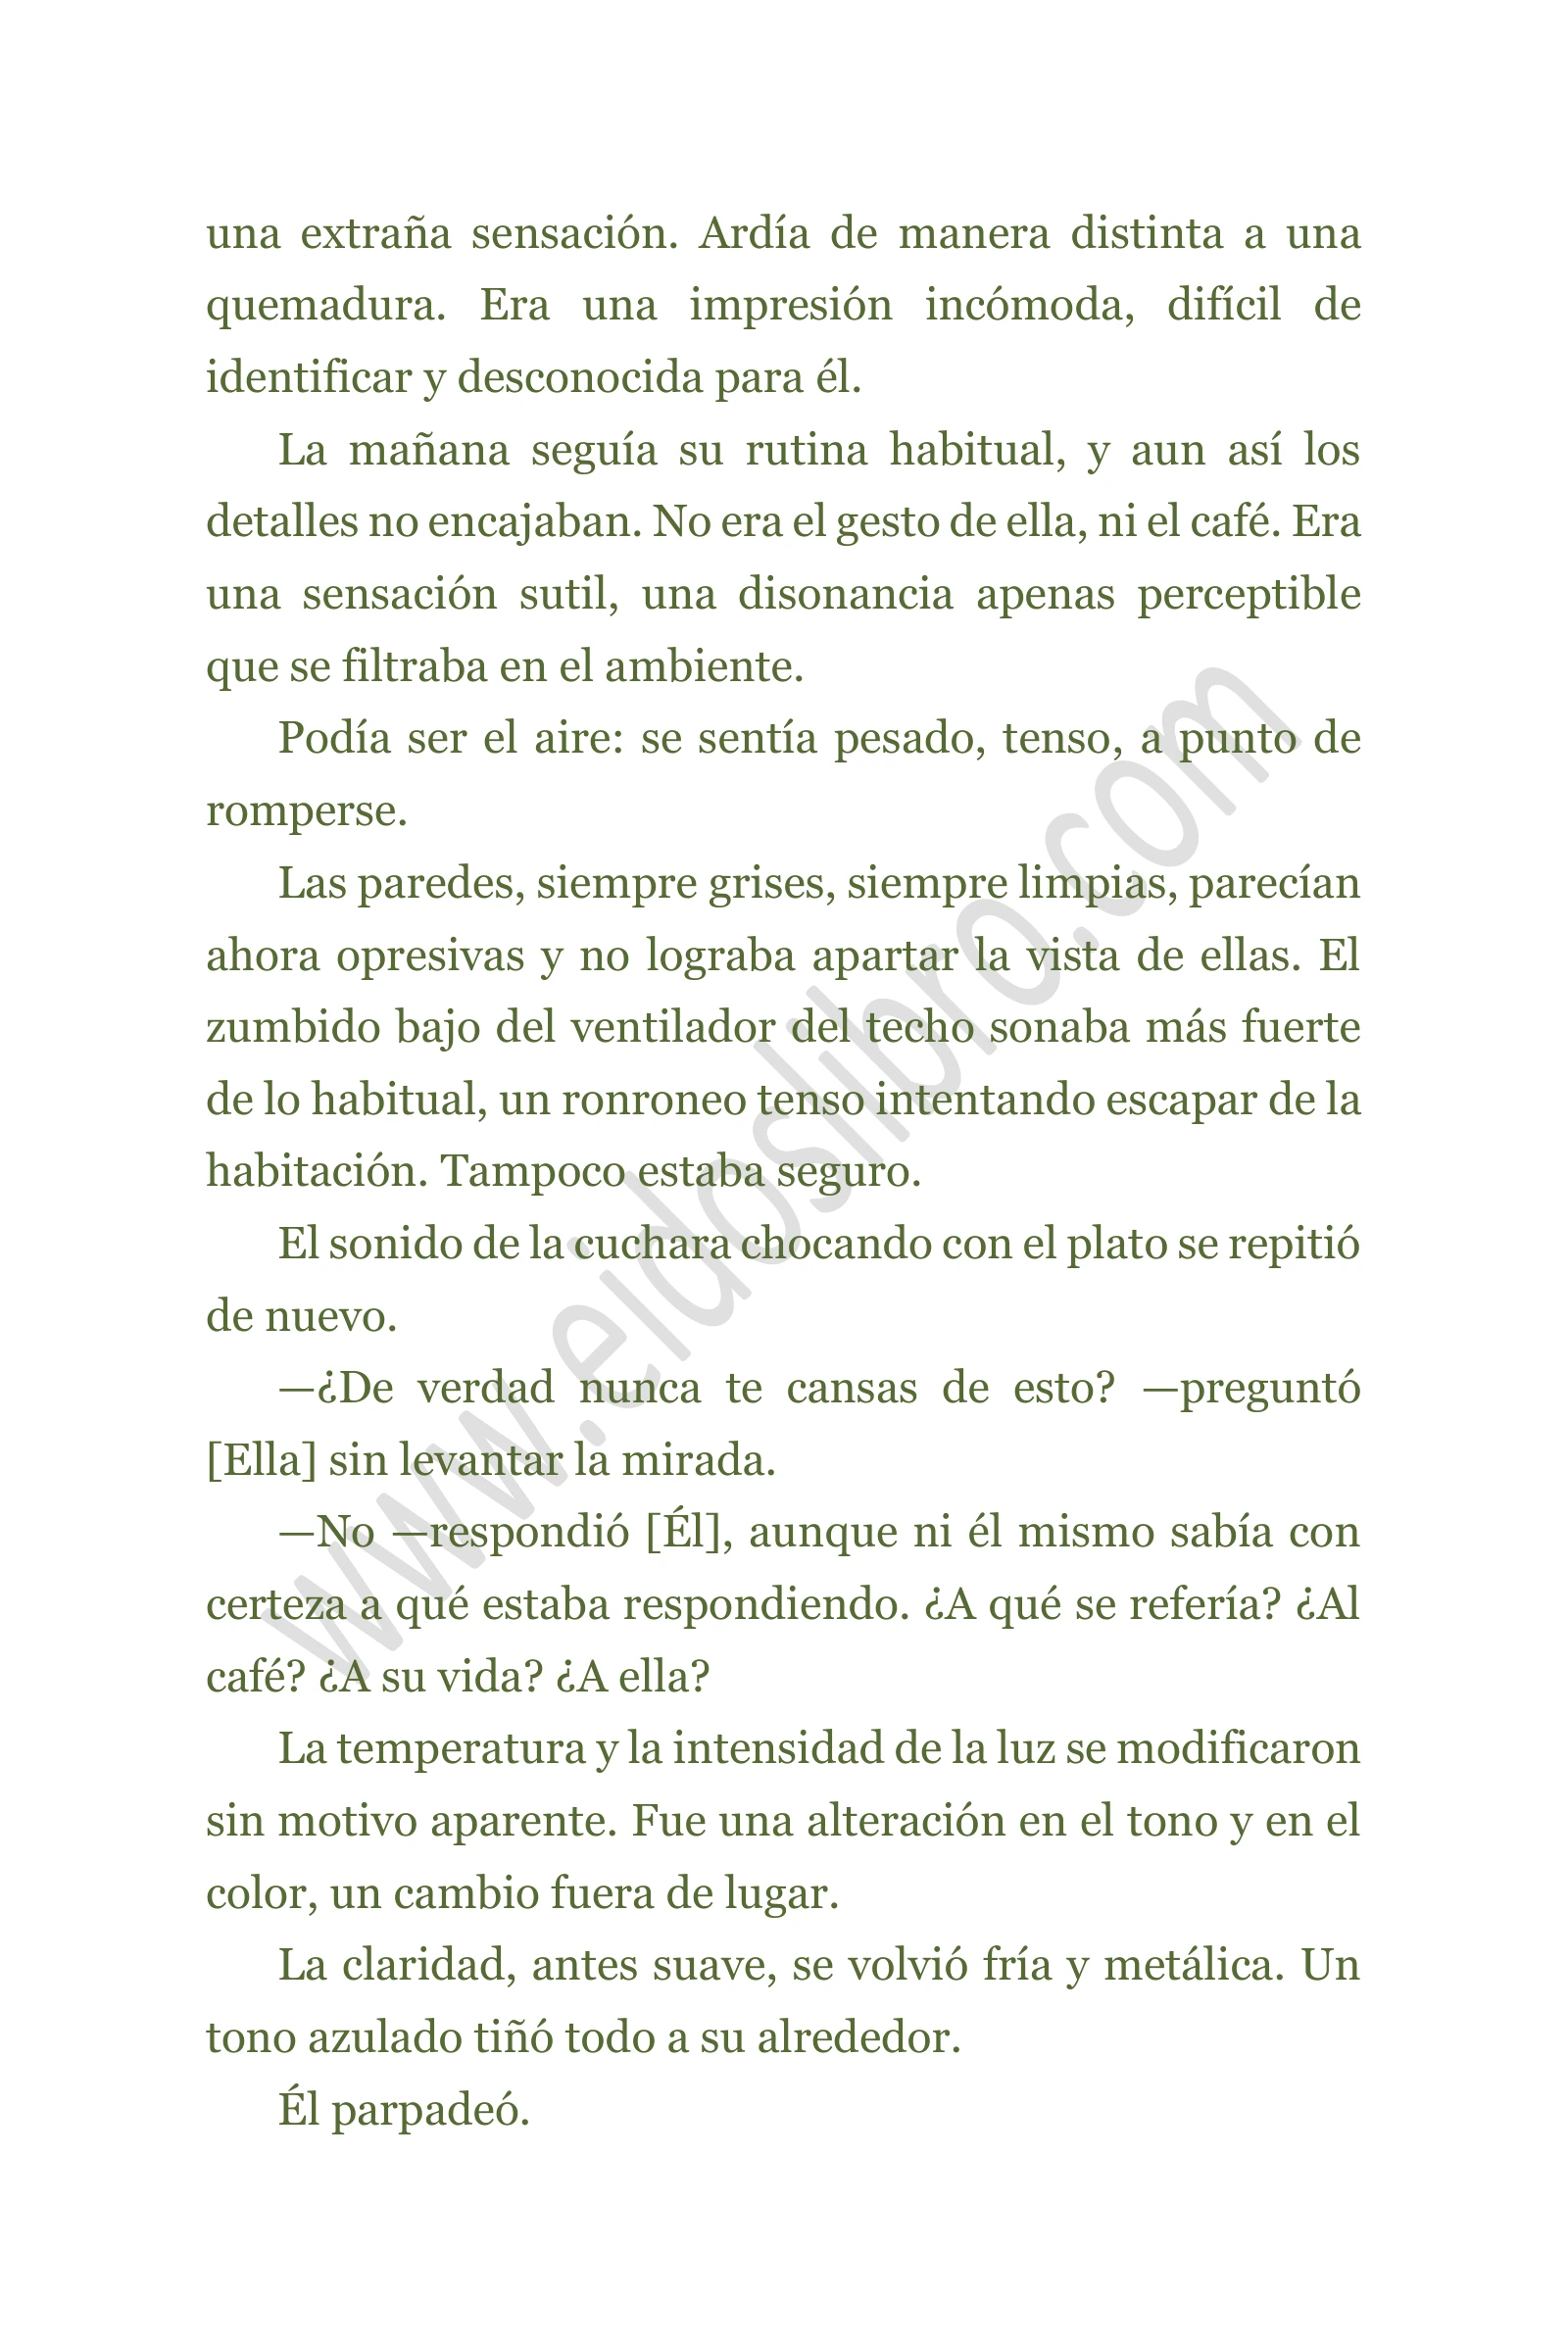 una extraña sensación. Ardía de manera distinta a una
quemadura. Era una impresión incómoda, difícil de
identificar y desconocida para él.
La mañana seguía su rutina habitual, y aun así los
detalles no encajaban. No era el gesto de ella, ni el café. Era
una sensación sutil, una disonancia apenas perceptible
que se filtraba en el ambiente.
Podía ser el aire: se sentía pesado, tenso, a punto de
romperse.
Las paredes, siempre grises, siempre limpias, parecían
ahora opresivas y no lograba apartar la vista de ellas. El
zumbido bajo del ventilador del techo sonaba más fuerte
de lo habitual, un ronroneo tenso intentando escapar de la
habitación. Tampoco estaba seguro.
El sonido de la cuchara chocando con el plato se repitió
de nuevo.
—¿De verdad nunca te cansas de esto? —preguntó
[Ella] sin levantar la mirada.
—No —respondió [Él], aunque ni él mismo sabía con
certeza a qué estaba respondiendo. ¿A qué se refería? ¿Al
café? ¿A su vida? ¿A ella?
La temperatura y la intensidad de la luz se modificaron
sin motivo aparente. Fue una alteración en el tono y en el
color, un cambio fuera de lugar.
La claridad, antes suave, se volvió fría y metálica. Un
tono azulado tiñó todo a su alrededor.
Él parpadeó.
www.eidoslibro.com